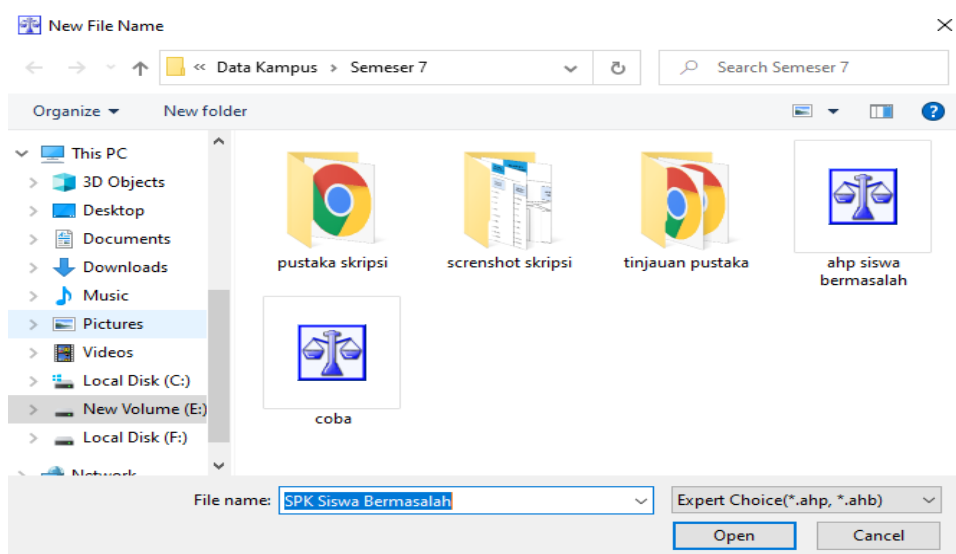 New File Name
« Data Kampus > Semeser 7
Search Semeser 7
Organize
New folder
This PC
3D Objects
Desktop
Documents
Downloads
Music
Pictures
Videos
Local Disk (C:)
New Volume (E:)
Local Disk (F:)
Network
pustaka skripsi
screnshot skripsi
tinjauan pustaka
ahp siswa
bermasalah
coba
File name: SPK Siswa Bermasalah
Expert Choice(*.ahp, *.ahb)
Open
Cancel